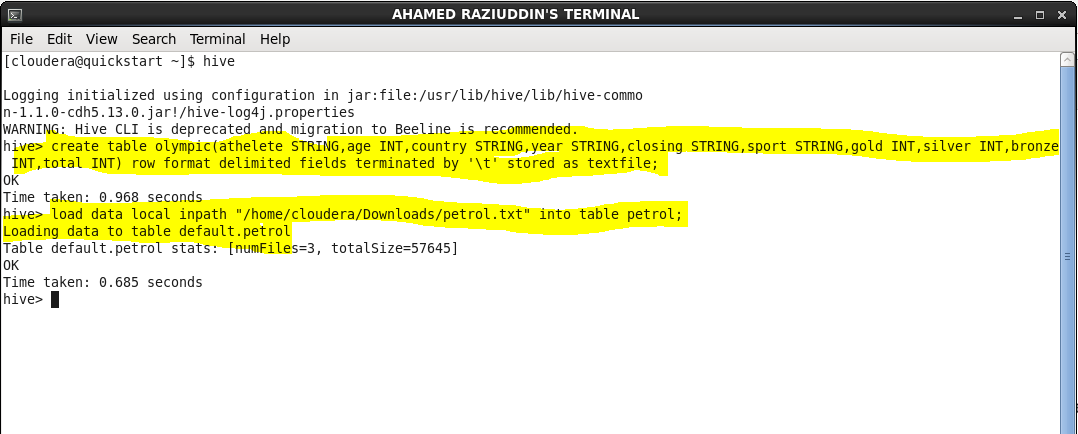 AHAMED RAZIUDDIN'S TERMINAL
File Edit View Search Terminal Help
[cloudera@quickstart ~]$ hive
Logging initialized using configuration in jar:file:/usr/lib/hive/lib/hive-commo
n-1.1.0-cdh5.13.0.jar!/hive-log4j.properties
WARNING: Hive CLI is deprecated and migration to Beeline is recommended.
hive> create table olympic(athelete STRING,age INT,country STRING,year STRING,closing STRING,sport STRING,gold INT,silver INT,bronze
INT,total INT) row format delimited fields terminated by '\t' stored as textfile;
OK
Time taken: 0.968 seconds
hive> load data local inpath "/home/cloudera/Downloads/petrol.txt" into table petrol;
Loading data to table default.petrol
Table default.petrol stats: [numFiles=3, totalSize=57645]
OK
Time taken: 0.685 seconds
hive>